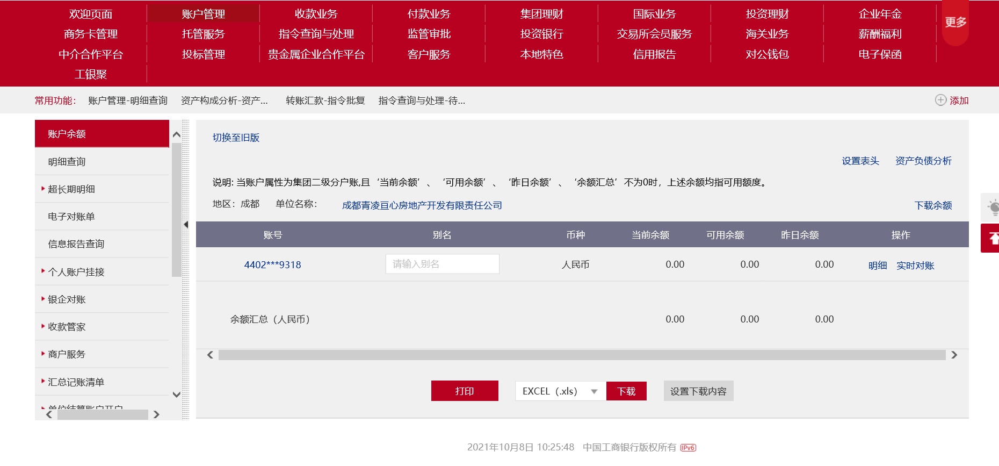 欢迎页面 账户管理 收款业务 付款业务 集团理财 国际业务 投资理财 企业年金 更多
商务卡管理 托管服务 指令查询与处理 监管审批 投资银行 交易所会员服务 海关业务 薪酬福利
中介合作平台 投标管理 贵金属企业合作平台 客户服务 本地特色 信用报告 对公钱包 电子保函
工银聚
常用功能： 账户管理-明细查询 资产构成分析-资产... 转账汇款-指令批复 指令查询与处理-待... 添加
账户余额
明细查询
超长期明细
电子对账单
信息报告查询
个人账户挂接
银企对账
收款管家
商户服务
汇总记账清单
单位结算账户开户
切换至旧版
设置表头 资产负债分析
说明: 当账户属性为集团二级分户账,且‘当前余额’、‘可用余额’、‘昨日余额’、‘余额汇总’不为0时，上述余额均指可用额度。
地区：成都 单位名称： 成都青凌亘心房地产开发有限责任公司 下载余额
账号 别名 币种 当前余额 可用余额 昨日余额 操作
4402***9318 请输入别名 人民币 0.00 0.00 0.00 明细 实时对账
余额汇总（人民币） 0.00 0.00 0.00
打印 EXCEL（.xls） 下载 设置下载内容
2021年10月8日 10:25:48 中国工商银行版权所有 IPv6